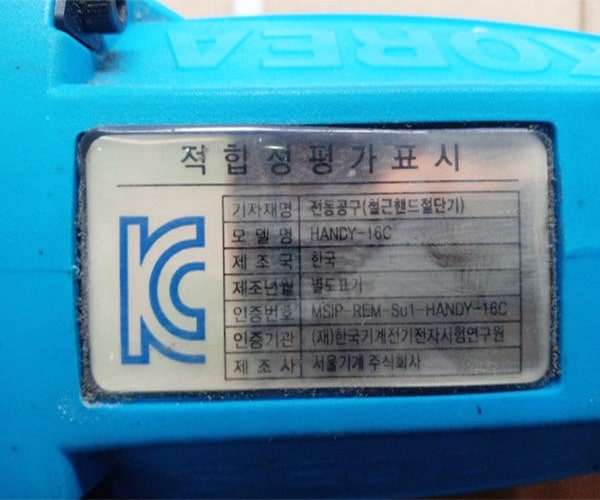 KOREA
적합성평가표시
KC
기자재명 전동공구(철근핸드절단기)
모델명 HANDY-16C
제조국 한국
제조년월 별도표기
인증번호 MSIP-REM-Su1-HANDY-16C
인증기관 (재)한국기계전기전자시험연구원
제조사 서울기계 주식회사